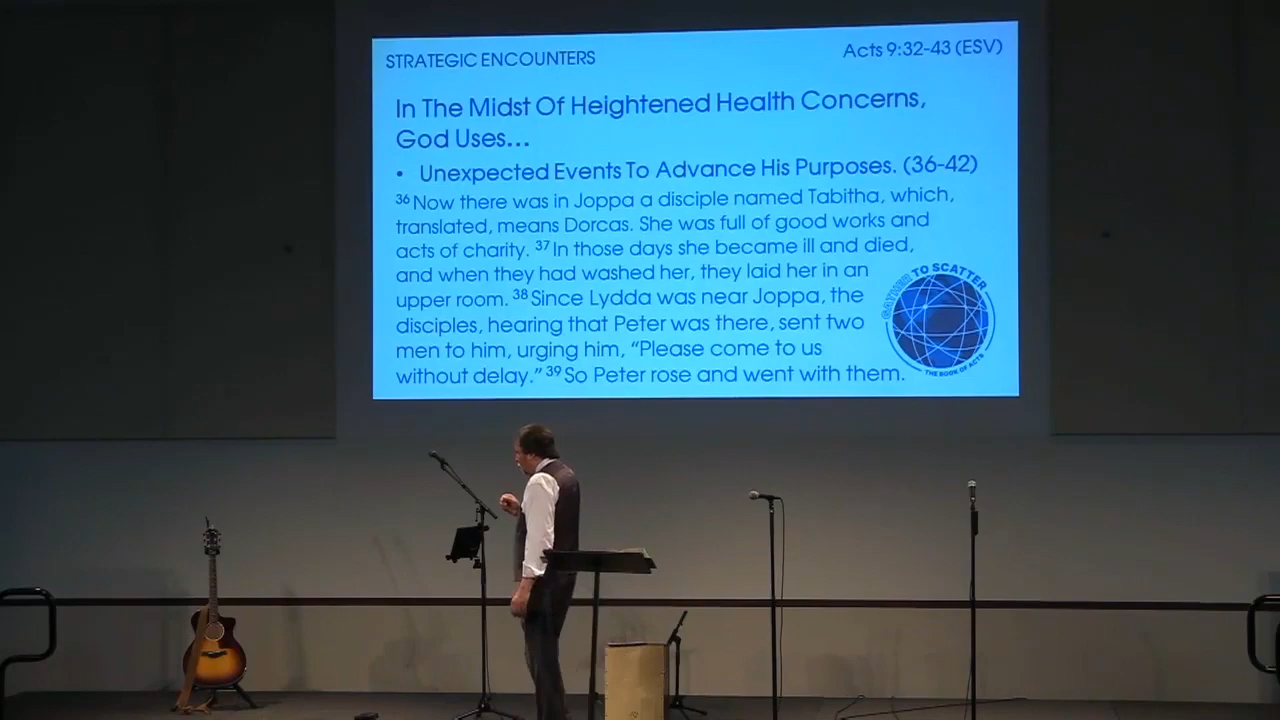 STRATEGIC ENCOUNTERS
Acts 9:32-43 (ESV)
In The Midst Of Heightened Health Concerns,
God Uses...
• Unexpected Events To Advance His Purposes. (36-42)
36 Now there was in Joppa a disciple named Tabitha, which,
translated, means Dorcas. She was full of good works and
acts of charity. 37 In those days she became ill and died,
and when they had washed her, they laid her in an
upper room. 38 Since Lydda was near Joppa, the
disciples, hearing that Peter was there, sent two
men to him, urging him, “Please come to us
without delay.” 39 So Peter rose and went with them.
GATHER TO SCATTER
THE BOOK OF ACTS